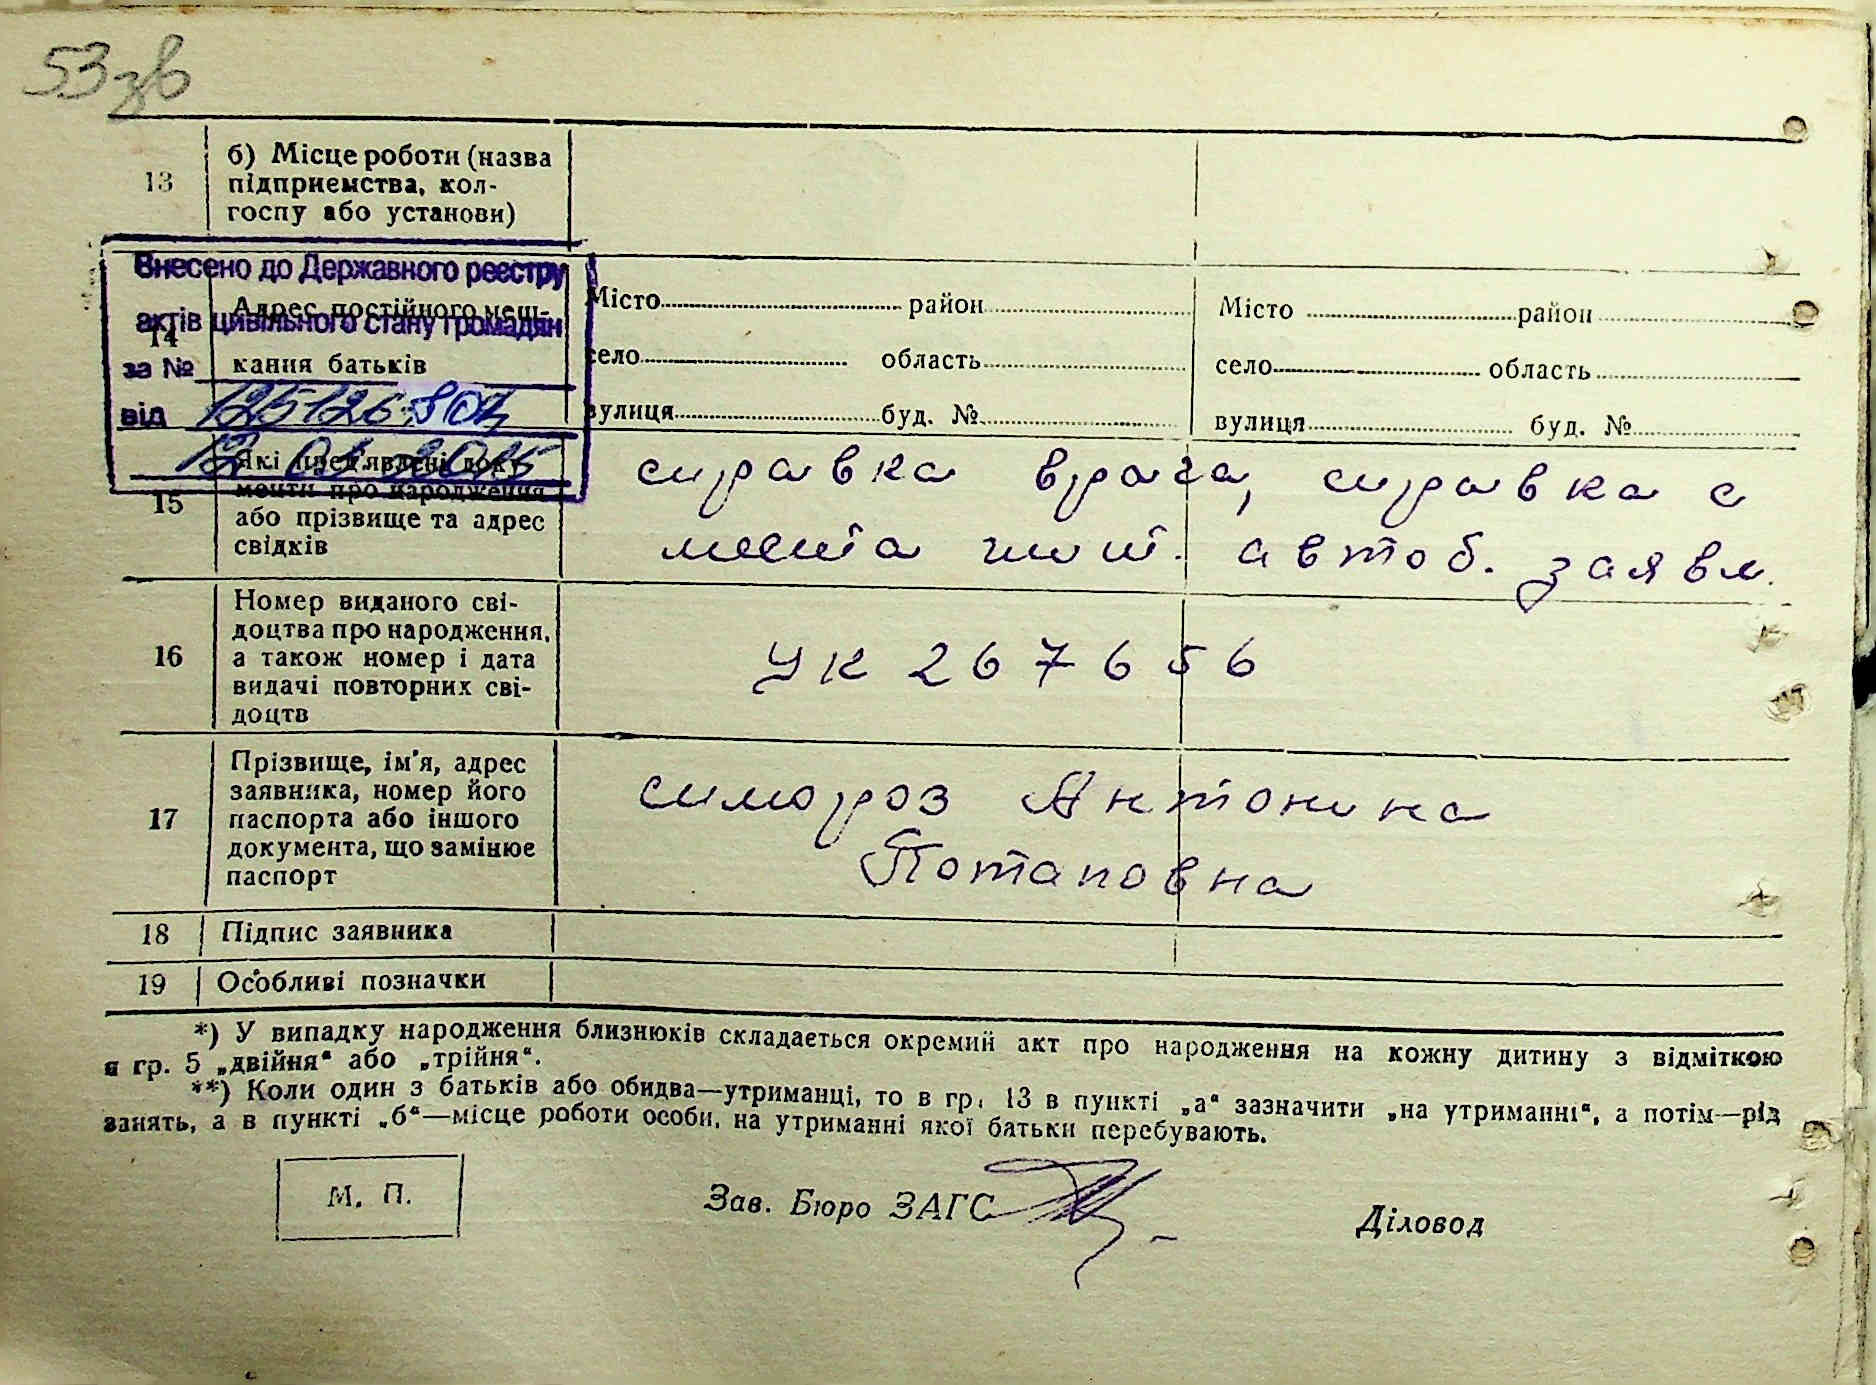 53зв
13
б) Місце роботи (назва
підприємства, кол-
госпу або установи)
Внесено до Державного реєстру
актів цивільного стану громадян
за №
від
14
Адрес постійного меш-
кання батьків
Місто район
село область
вулиця буд. №
Місто район
село область
вулиця буд. №
15
Які пред'явлені доку-
менти про народження
або прізвище та адрес
свідків
справка врача, справка с
места жит. автоб. заявл.
16
Номер виданого сві-
доцтва про народження,
а також номер і дата
видачі повторних сві-
доцтв
УК 267656
17
Прізвище, ім'я, адрес
заявника, номер його
паспорта або іншого
документа, що замінює
паспорт
Симороз Антонина
Потаповна
18 Підпис заявника
19 Особливі позначки
*) У випадку народження близнюків складається окремий акт про народження на кожну дитину з відміткою
в гр. 5 „двійня“ або „трійня“.
**) Коли один з батьків або обидва—утриманці, то в гр. 13 в пункті „а“ зазначити „на утриманні“, а потім—рід
занять, а в пункті „б“—місце роботи особи, на утриманні якої батьки перебувають.
М. П.
Зав. Бюро ЗАГС
Діловод